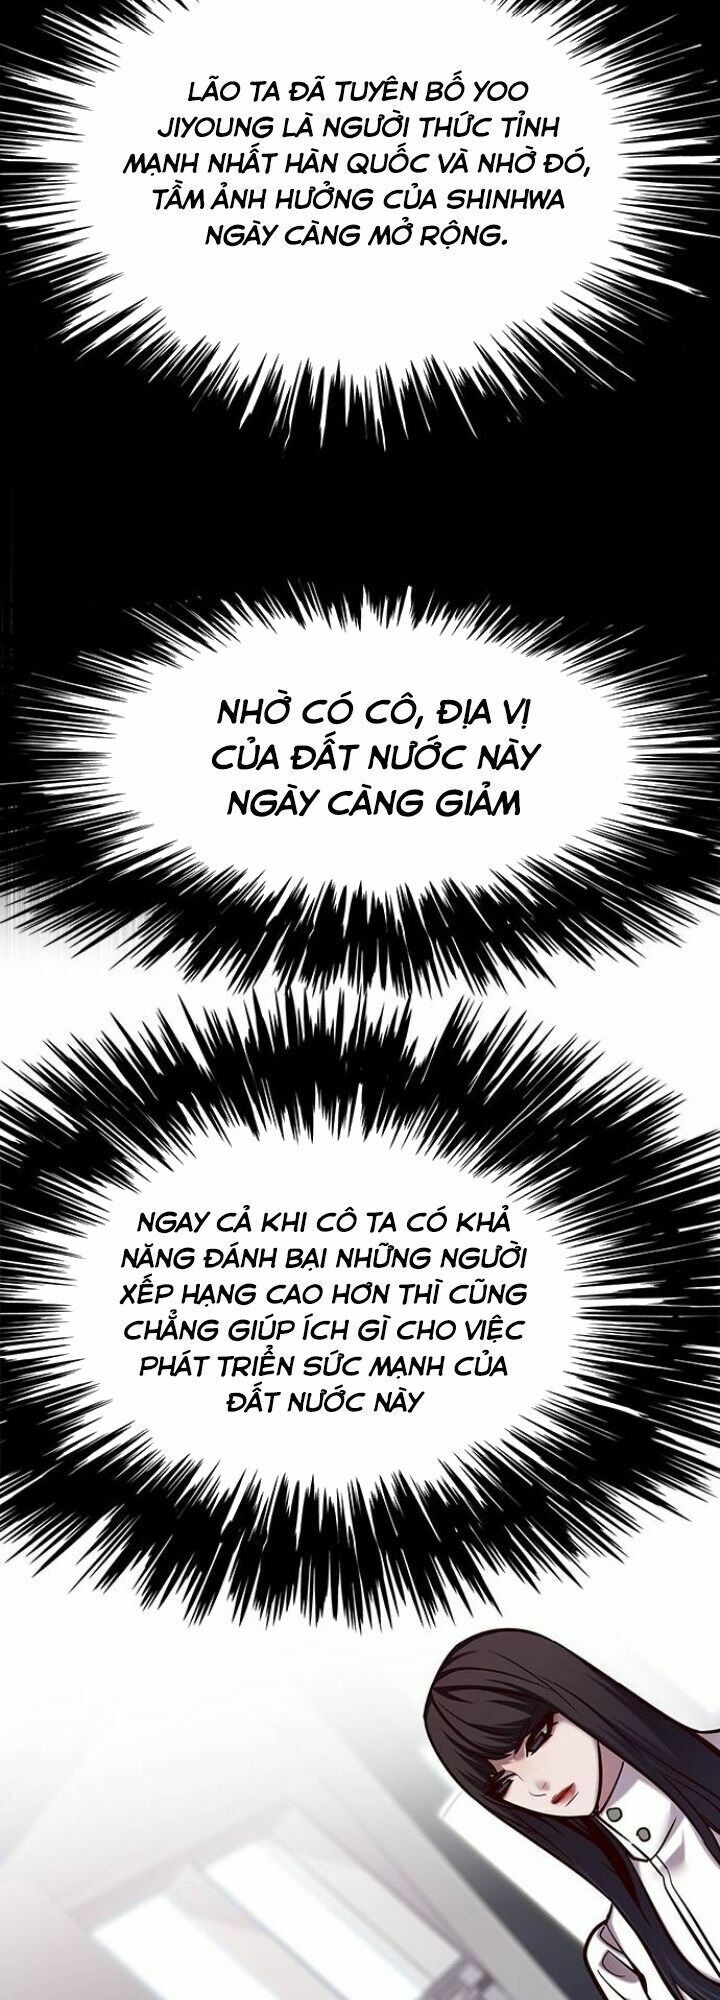 LÃO TA ĐÃ TUYÊN BỐ YOO
JIYOUNG LÀ NGƯỜI THỨC TỈNH
MẠNH NHẤT HÀN QUỐC VÀ NHỜ ĐÓ,
TẦM ẢNH HƯỞNG CỦA SHINHWA
NGÀY CÀNG MỞ RỘNG.
NHỜ CÓ CÔ, ĐỊA VỊ
CỦA ĐẤT NƯỚC NÀY
NGÀY CÀNG GIẢM
NGAY CẢ KHI CÔ TA CÓ KHẢ
NĂNG ĐÁNH BẠI NHỮNG NGƯỜI
XẾP HẠNG CAO HƠN THÌ CŨNG
CHẲNG GIÚP ÍCH GÌ CHO VIỆC
PHÁT TRIỂN SỨC MẠNH CỦA
ĐẤT NƯỚC NÀY